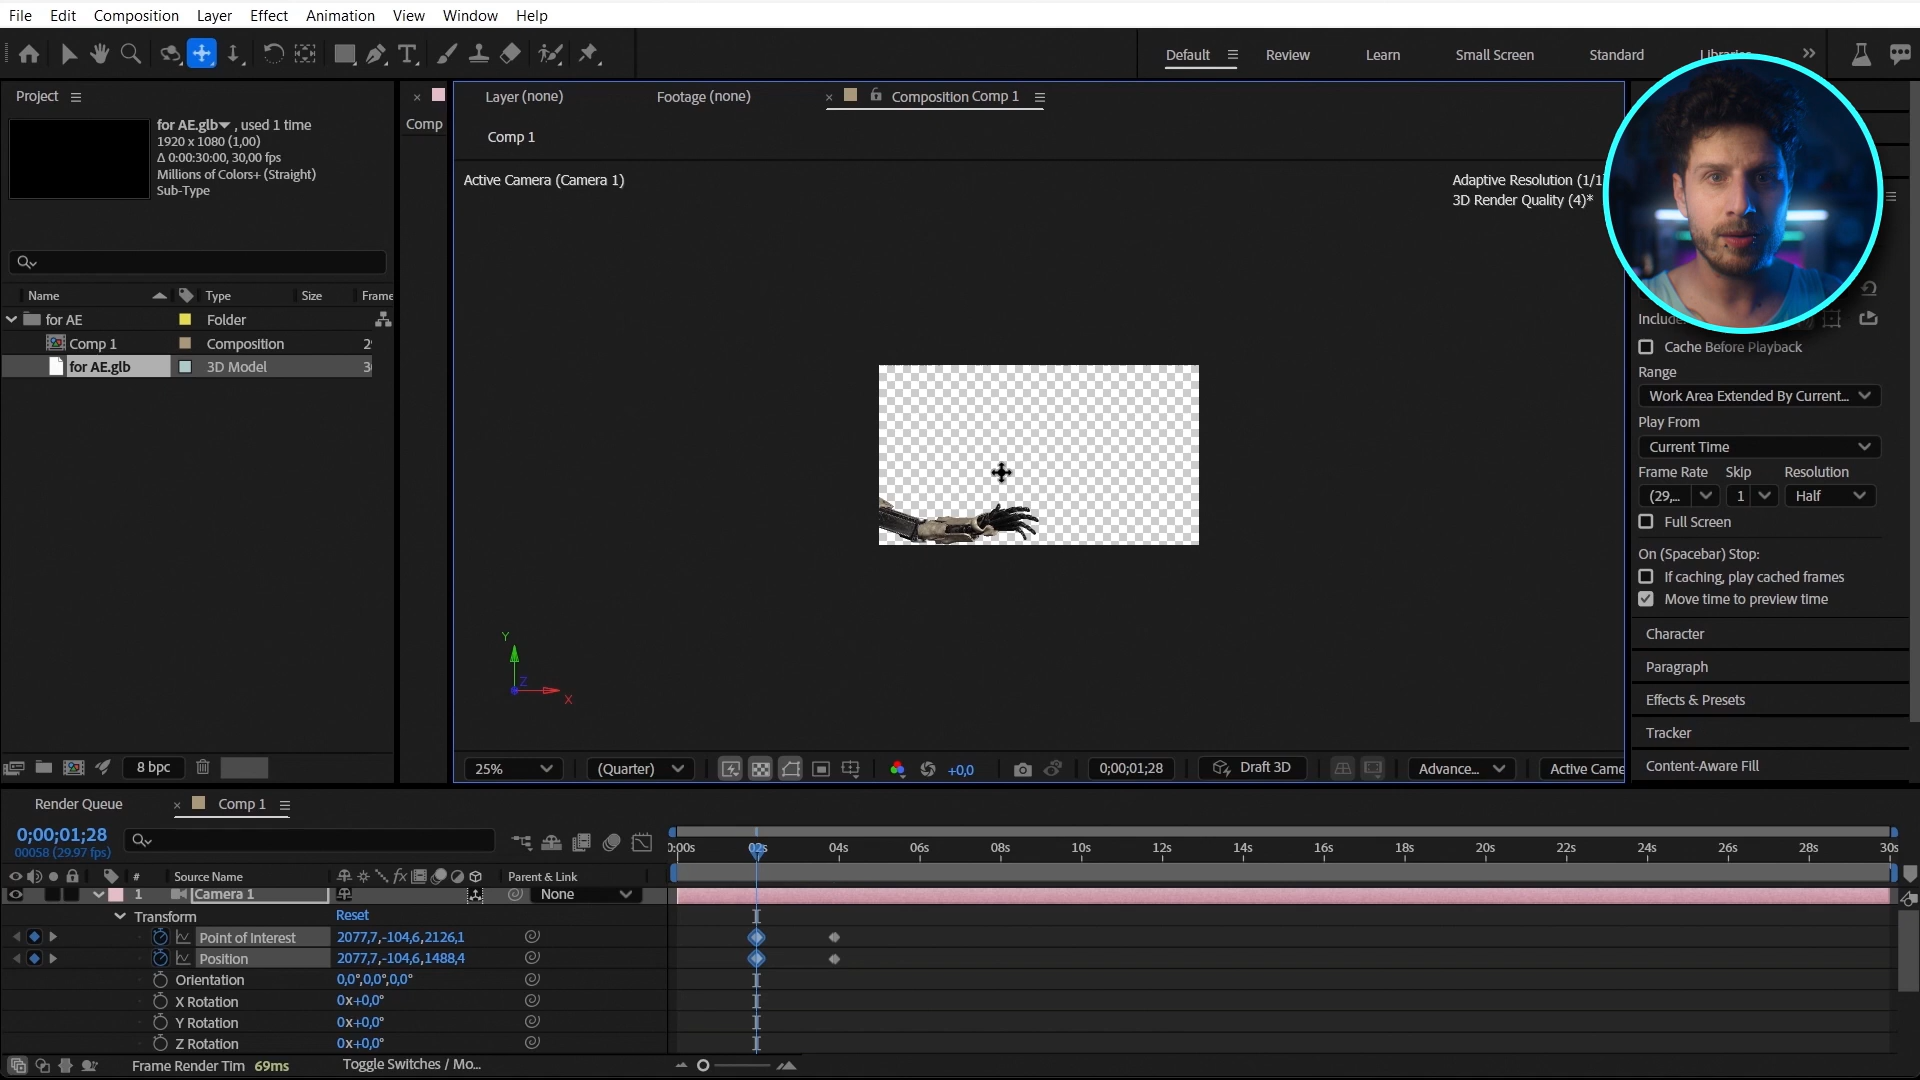 File Edit Composition Layer Effect Animation View Window Help
Default Review Learn Small Screen Standard
Project
for AE.glb , used 1 time
1920 x 1080 (1,00)
Δ 0:00:30:00, 30,00 fps
Millions of Colors+ (Straight)
Sub-Type
Name Type Size Frame
for AE Folder
Comp 1 Composition 29
for AE.glb 3D Model 3
8 bpc
Comp
Layer (none) Footage (none) Composition Comp 1
Comp 1
Active Camera (Camera 1)
Adaptive Resolution (1/1
3D Render Quality (4)*
Y
Z
X
25% (Quarter) +0,0 0;00;01;28 Draft 3D Advance... Active Came
Cache Before Playback
Range
Work Area Extended By Current...
Play From
Current Time
Frame Rate Skip Resolution
(29,... 1 Half
Full Screen
On (Spacebar) Stop:
If caching, play cached frames
Move time to preview time
Character
Paragraph
Effects & Presets
Tracker
Content-Aware Fill
Render Queue Comp 1
0;00;01;28
00058 (29.97 fps)
0:00s 02s 04s 06s 08s 10s 12s 14s 16s 18s 20s 22s 24s 26s 28s 30s
# Source Name fx Parent & Link
1 Camera 1 None
Transform Reset
Point of Interest 2077,7,-104,6,2126,1
Position 2077,7,-104,6,1488,4
Orientation 0,0°,0,0°,0,0°
X Rotation 0x+0,0°
Y Rotation 0x+0,0°
Z Rotation 0x+0,0°
Frame Render Tim 69ms Toggle Switches / Mo...